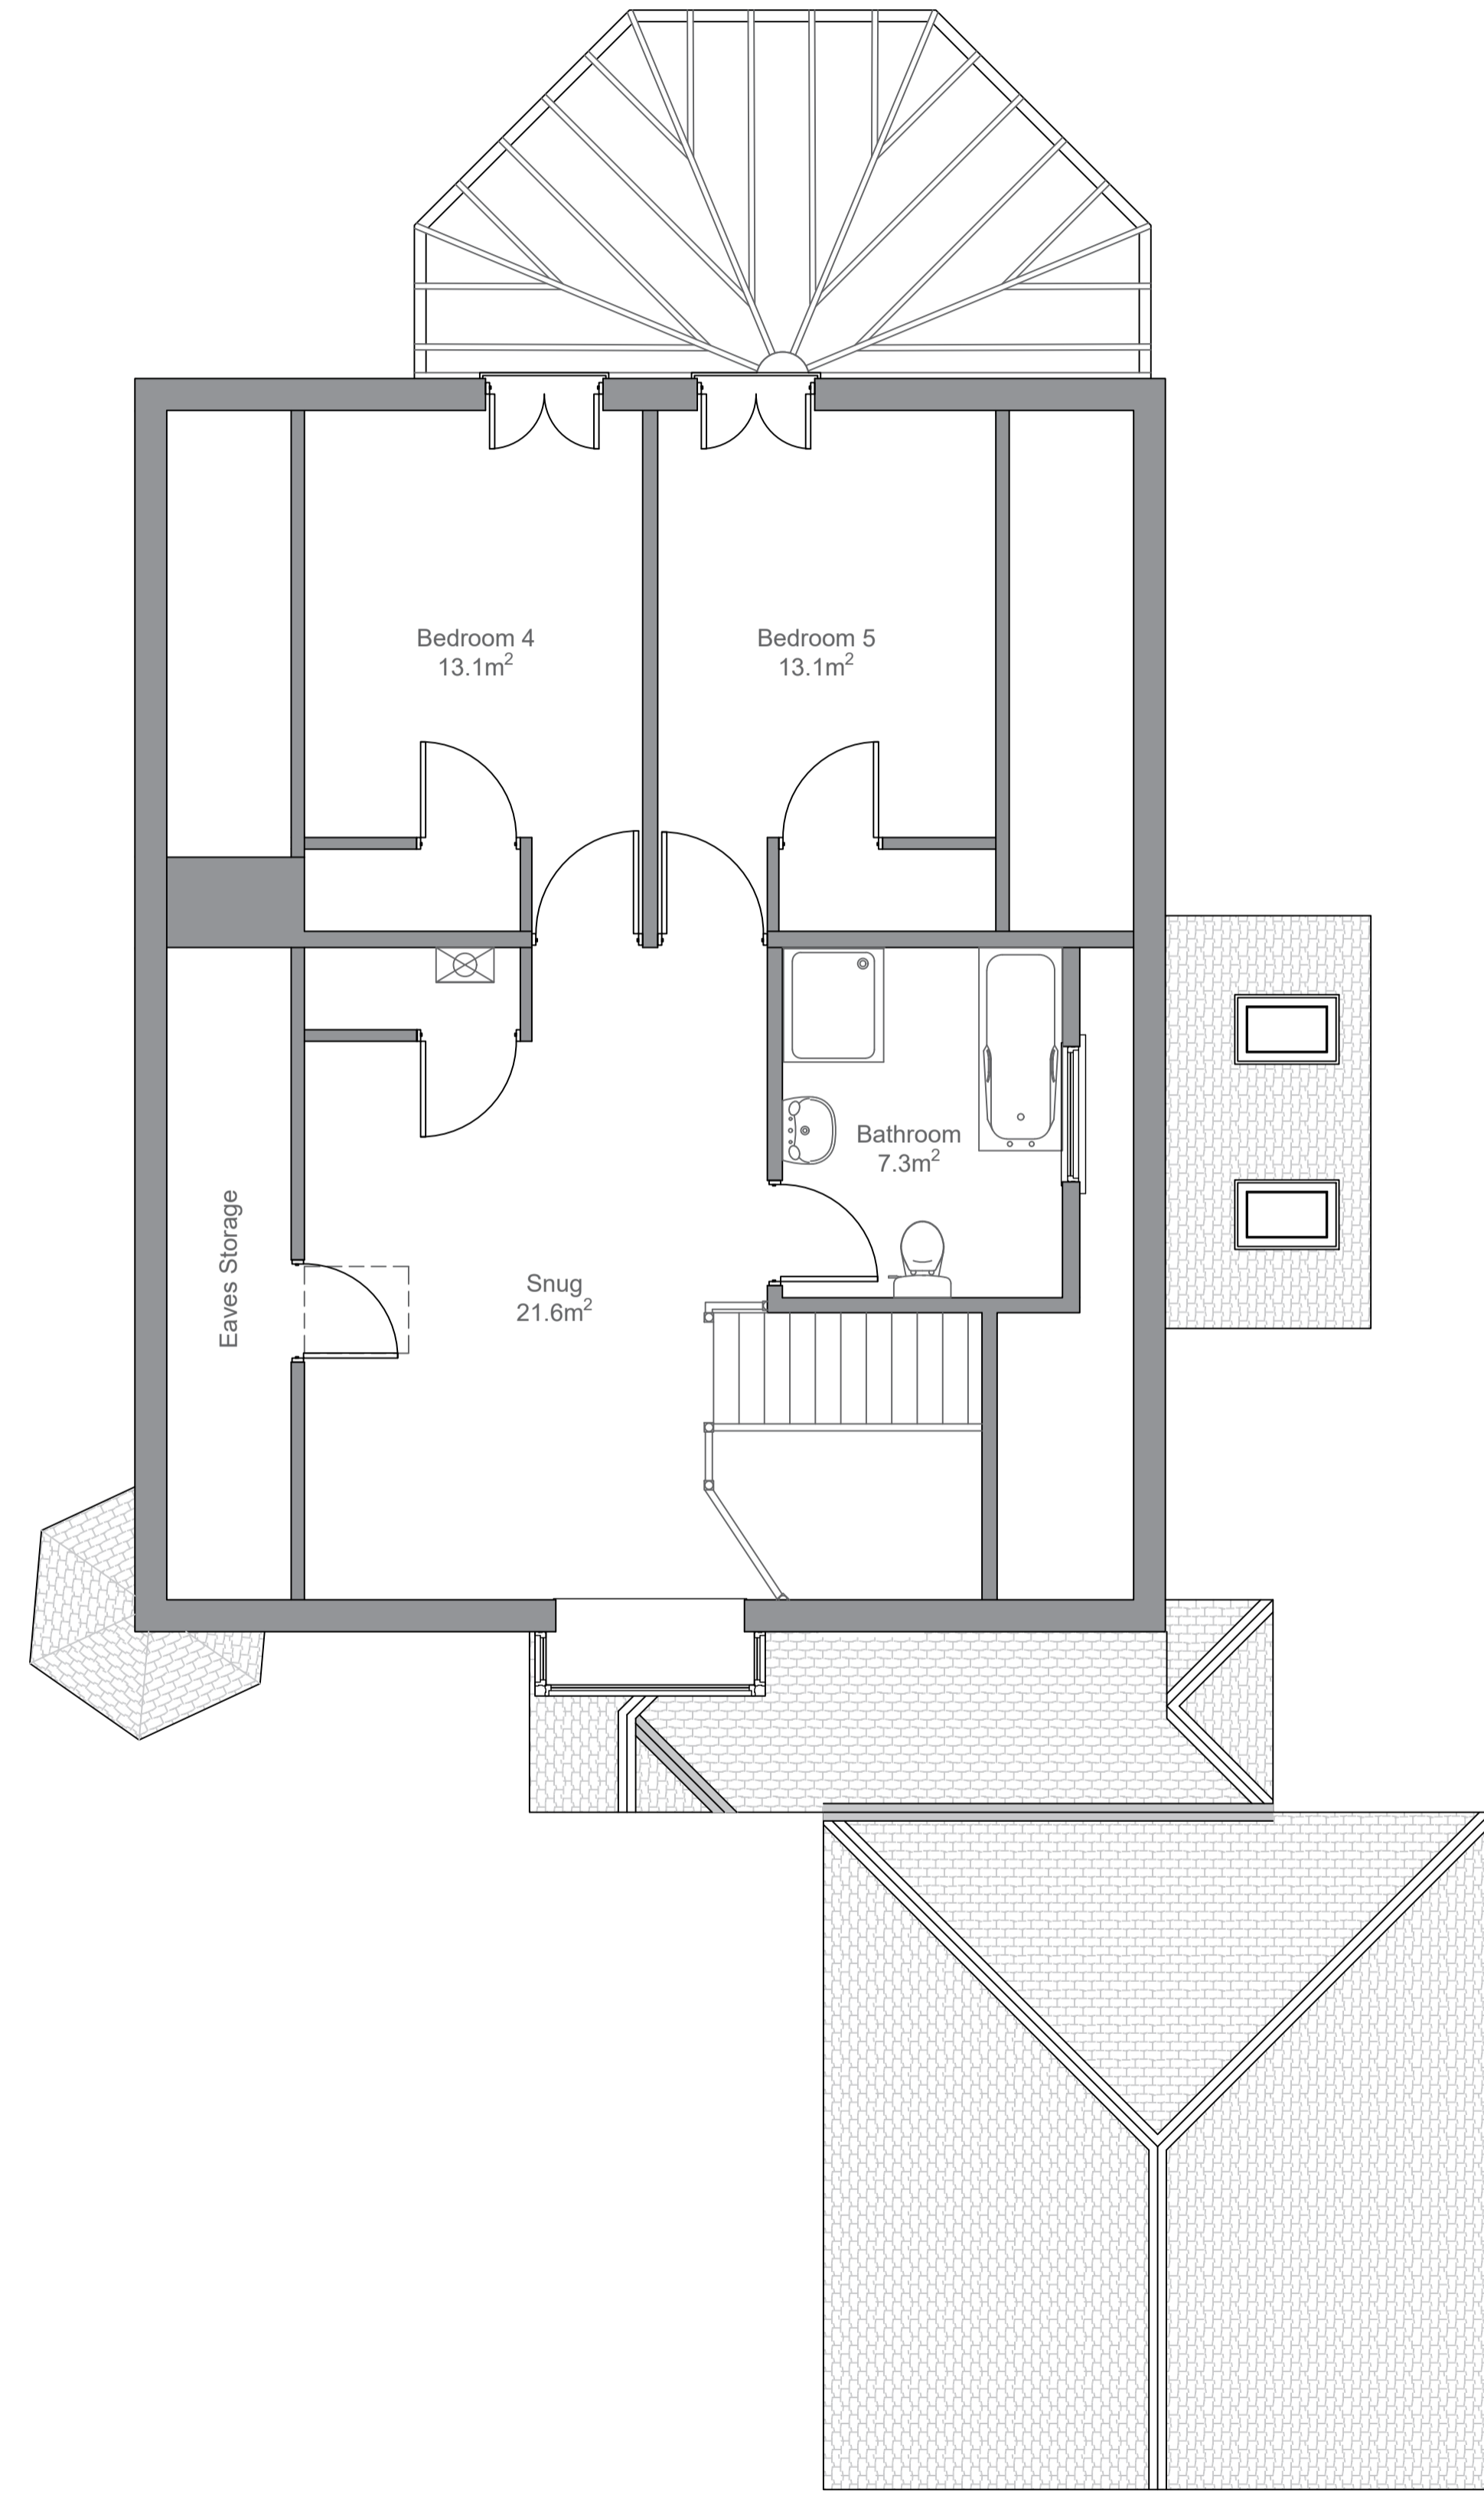 Bedroom 4
13.1m²
Bedroom 5
13.1m²
Bathroom
7.3m²
Eaves Storage
Snug
21.6m²